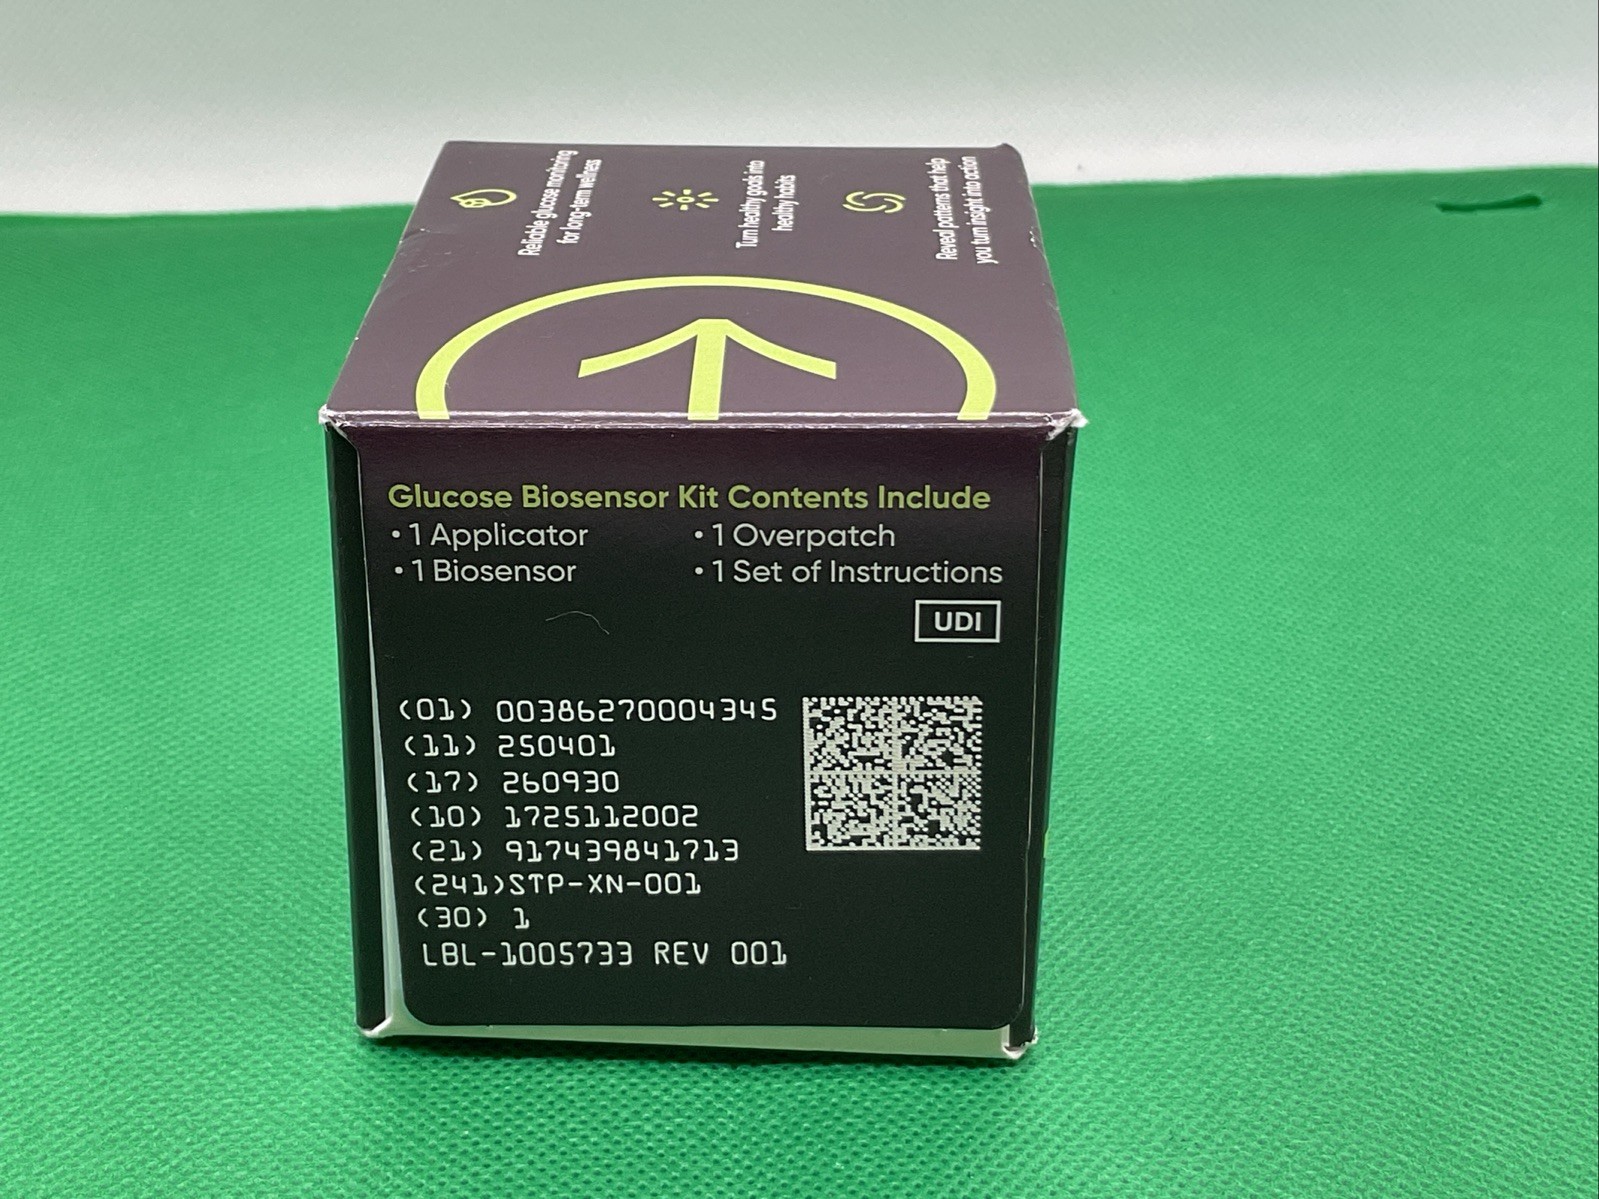 Reliable glucose monitoring
for long-term wellness
Turn healthy goals into
healthy habits
Reveal patterns that help
you turn insight into action
Glucose Biosensor Kit Contents Include
• 1 Applicator
• 1 Biosensor
• 1 Overpatch
• 1 Set of Instructions
UDI
(01) 00386270004345
(11) 250401
(17) 260930
(10) 1725112002
(21) 917439841713
(241)STP-XN-001
(30) 1
LBL-1005733 REV 001